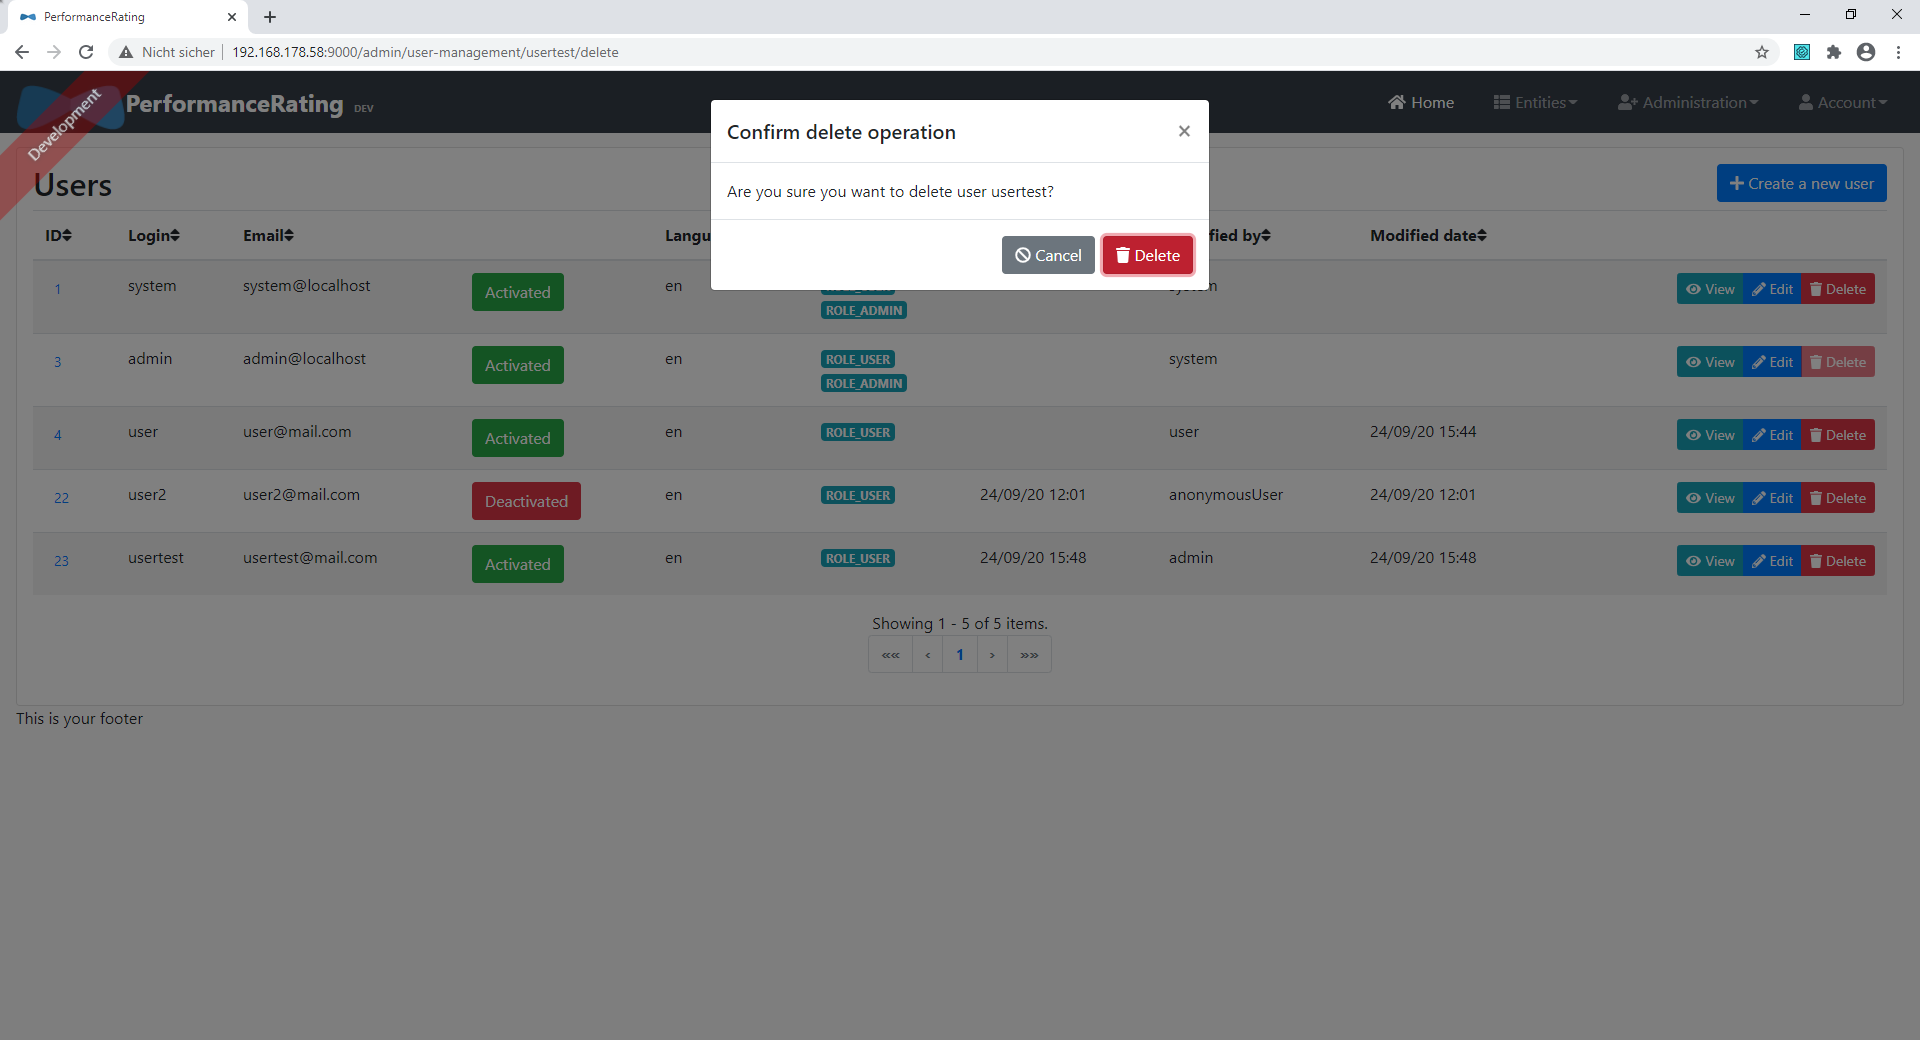 PerformanceRating
Nicht sicher 192.168.178.58:9000/admin/user-management/usertest/delete
Development
PerformanceRating DEV
Home Entities Administration Account
Confirm delete operation ×
Are you sure you want to delete user usertest?
Cancel Delete
Users
+ Create a new user
ID Login Email Langu fied by Modified date
1 system system@localhost Activated en ROLE_ADMIN system View Edit Delete
3 admin admin@localhost Activated en ROLE_USER ROLE_ADMIN system View Edit Delete
4 user user@mail.com Activated en ROLE_USER user 24/09/20 15:44 View Edit Delete
22 user2 user2@mail.com Deactivated en ROLE_USER 24/09/20 12:01 anonymousUser 24/09/20 12:01 View Edit Delete
23 usertest usertest@mail.com Activated en ROLE_USER 24/09/20 15:48 admin 24/09/20 15:48 View Edit Delete
Showing 1 - 5 of 5 items.
«« ‹ 1 › »»
This is your footer